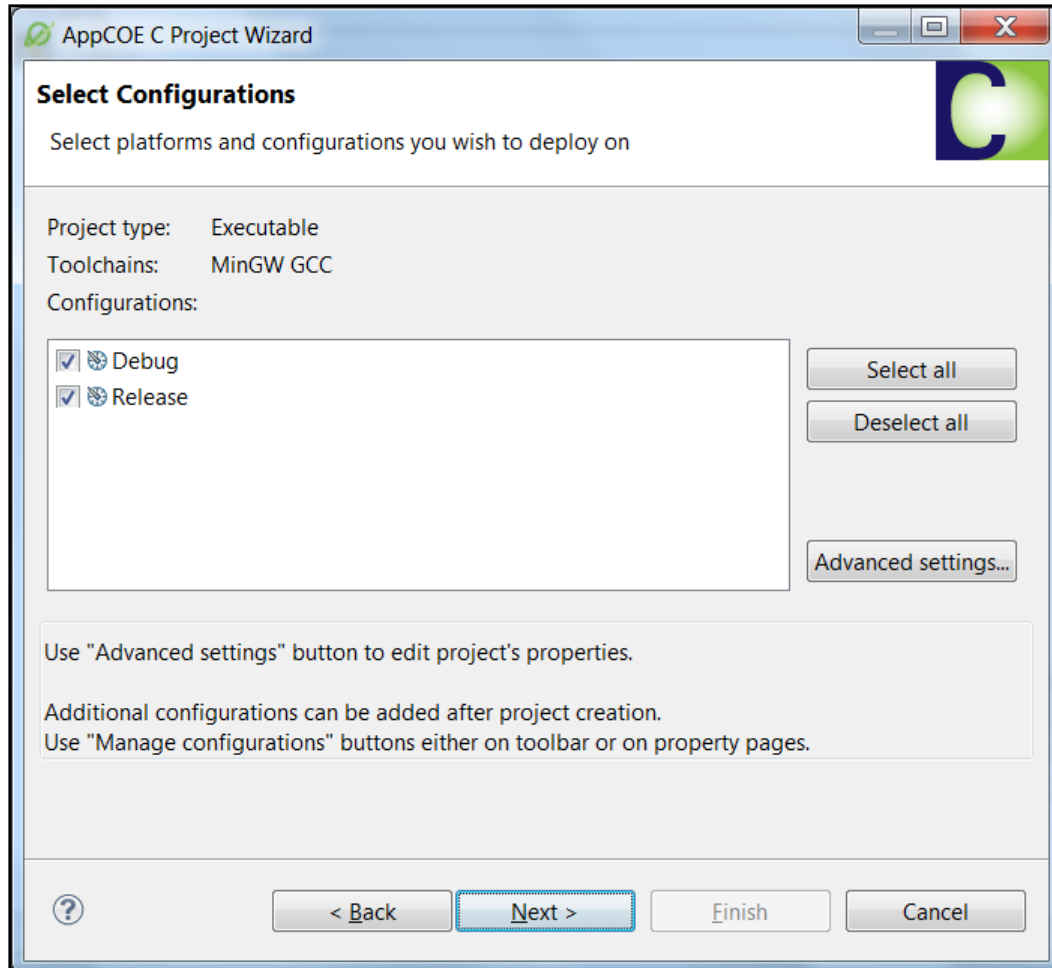 AppCOE C Project Wizard
Select Configurations
Select platforms and configurations you wish to deploy on
C
Project type: Executable
Toolchains: MinGW GCC
Configurations:
Debug
Release
Select all
Deselect all
Advanced settings...
Use "Advanced settings" button to edit project's properties.
Additional configurations can be added after project creation.
Use "Manage configurations" buttons either on toolbar or on property pages.
?
< Back
Next >
Finish
Cancel